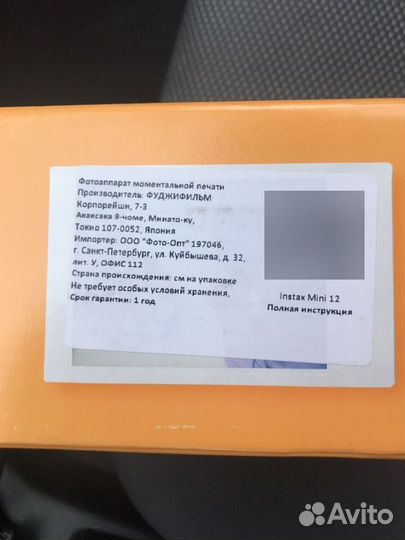 Фотоаппарат моментальной печати
Производитель: ФУДЖИФИЛЬМ
Корпорейшн, 7-3
Акаксака 9-чоме, Минато-ку,
Токио 107-0052, Япония
Импортер: ООО "Фото-Опт" 197046,
г. Санкт-Петербург, ул. Куйбышева, д. 32,
лит. У, ОФИС 112
Страна происхождения: см на упаковке
Не требует особых условий хранения,
Срок гарантии: 1 год
Instax Mini 12
Полная инструкция
Avito